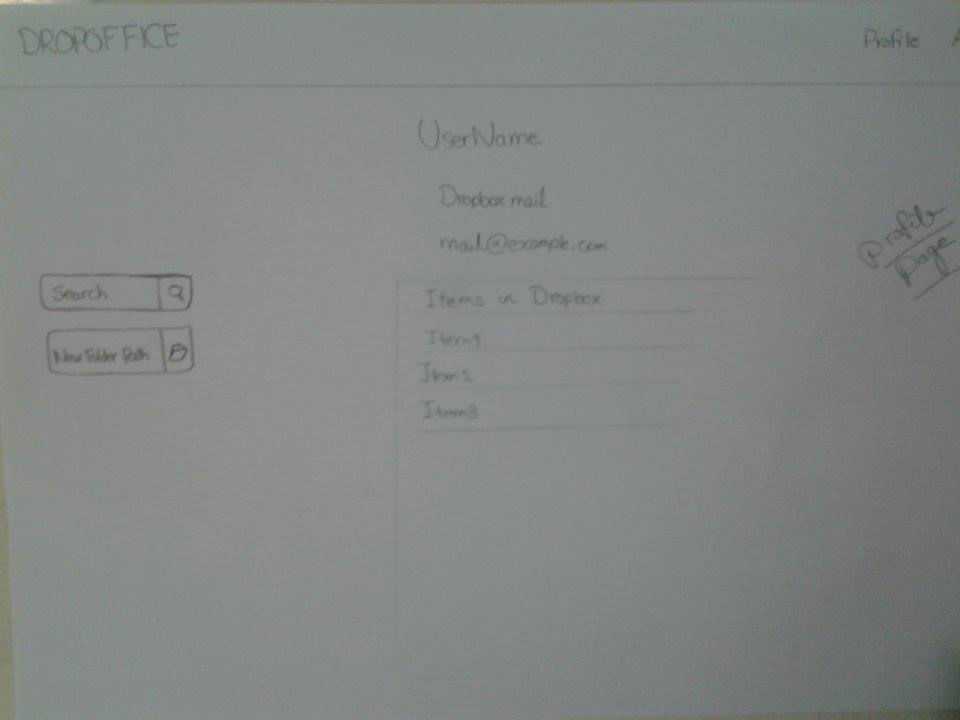 DROPOFFICE
Profile
UserName
Dropbox mail
mail@example.com
Profile
page
Search
New Folder Path
Items in Dropbox
Item1
Item2
Item3